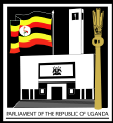 PARLIAMENT OF THE REPUBLIC OF UGANDA